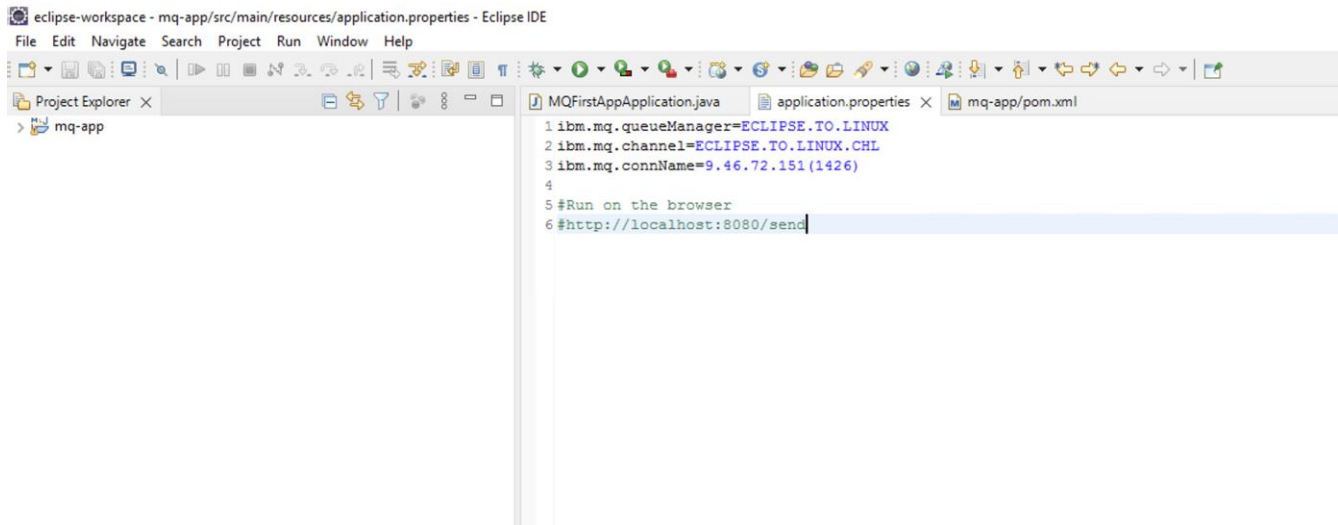 eclipse-workspace - mq-app/src/main/resources/application.properties - Eclipse IDE
File Edit Navigate Search Project Run Window Help
Project Explorer
mq-app
MQFirstAppApplication.java application.properties mq-app/pom.xml
1 ibm.mq.queueManager=ECLIPSE.TO.LINUX
2 ibm.mq.channel=ECLIPSE.TO.LINUX.CHL
3 ibm.mq.connName=9.46.72.151(1426)
4
5 #Run on the browser
6 #http://localhost:8080/send